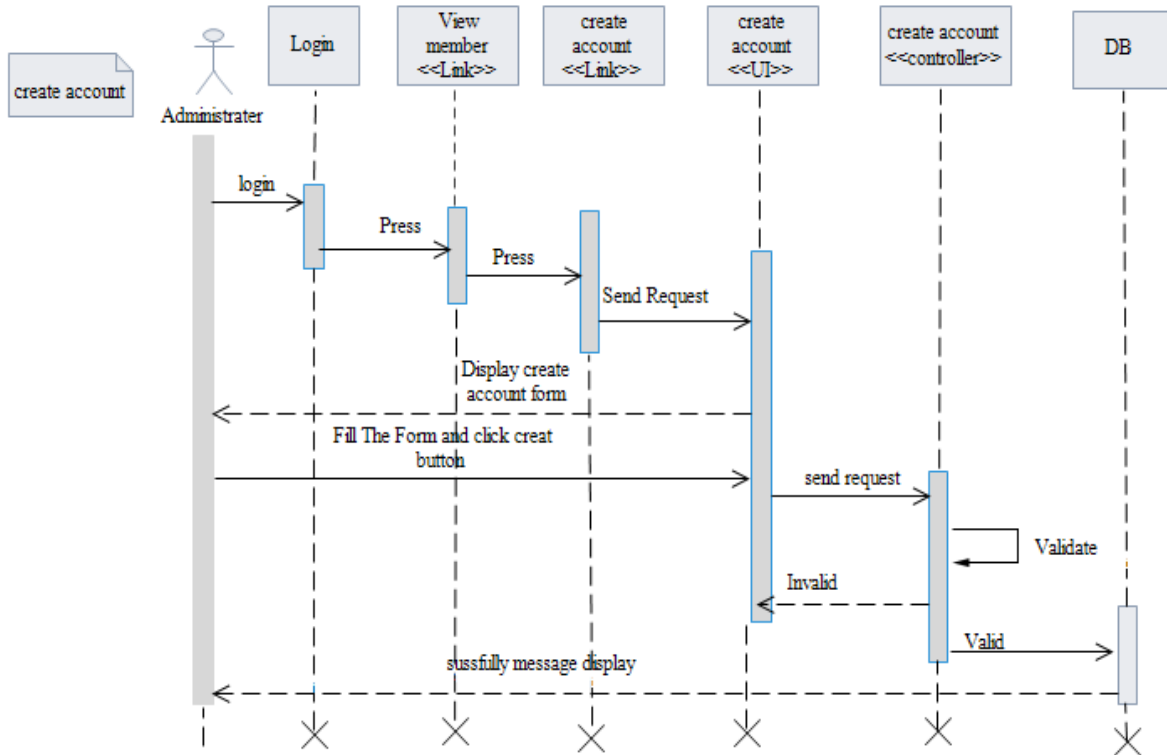 create account
Administrater
Login
View
member
<<Link>>
create
account
<<Link>>
create
account
<<UI>>
create account
<<controller>>
DB
login
Press
Press
Send Request
Display create
account form
Fill The Form and click creat
button
send request
Validate
Invalid
Valid
sussfully message display